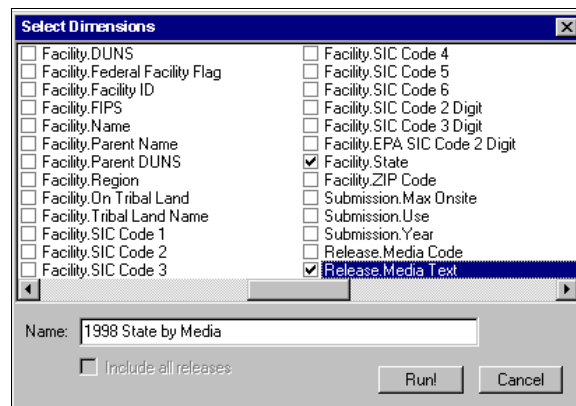 Select Dimensions
Facility.DUNS
Facility.Federal Facility Flag
Facility.Facility ID
Facility.FIPS
Facility.Name
Facility.Parent Name
Facility.Parent DUNS
Facility.Region
Facility.On Tribal Land
Facility.Tribal Land Name
Facility.SIC Code 1
Facility.SIC Code 2
Facility.SIC Code 3
Facility.SIC Code 4
Facility.SIC Code 5
Facility.SIC Code 6
Facility.SIC Code 2 Digit
Facility.SIC Code 3 Digit
Facility.EPA SIC Code 2 Digit
Facility.State
Facility.ZIP Code
Submission.Max Onsite
Submission.Use
Submission.Year
Release.Media Code
Release.Media Text
Name: 1998 State by Media
Include all releases
Run! Cancel